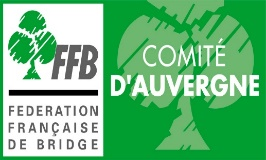 FFB
FEDERATION
FRANÇAISE
DE BRIDGE
COMITÉ
D'AUVERGNE